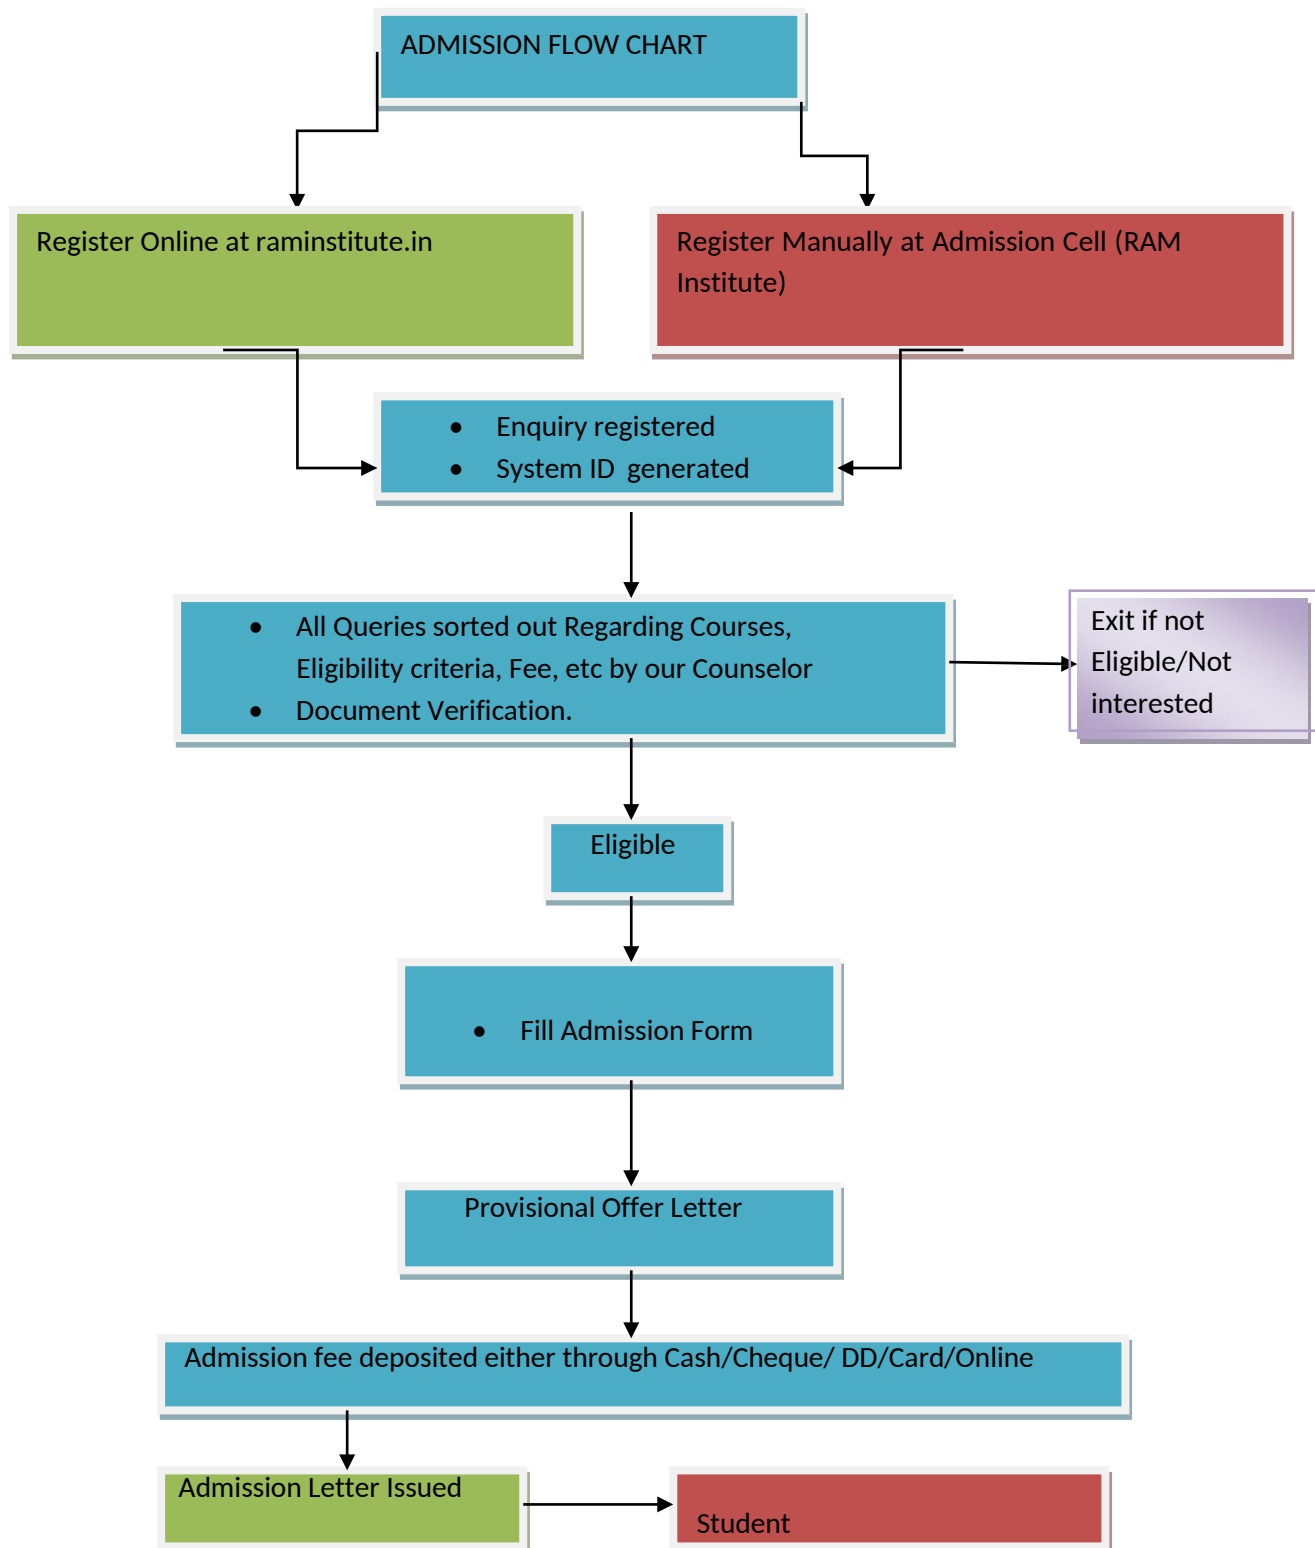 ADMISSION FLOW CHART
Register Online at raminstitute.in
Register Manually at Admission Cell (RAM
Institute)
• Enquiry registered
• System ID  generated
• All Queries sorted out Regarding Courses,
Eligibility criteria, Fee, etc by our Counselor
• Document Verification.
Exit if not
Eligible/Not
interested
Eligible
• Fill Admission Form
Provisional Offer Letter
Admission fee deposited either through Cash/Cheque/ DD/Card/Online
Admission Letter Issued
Student